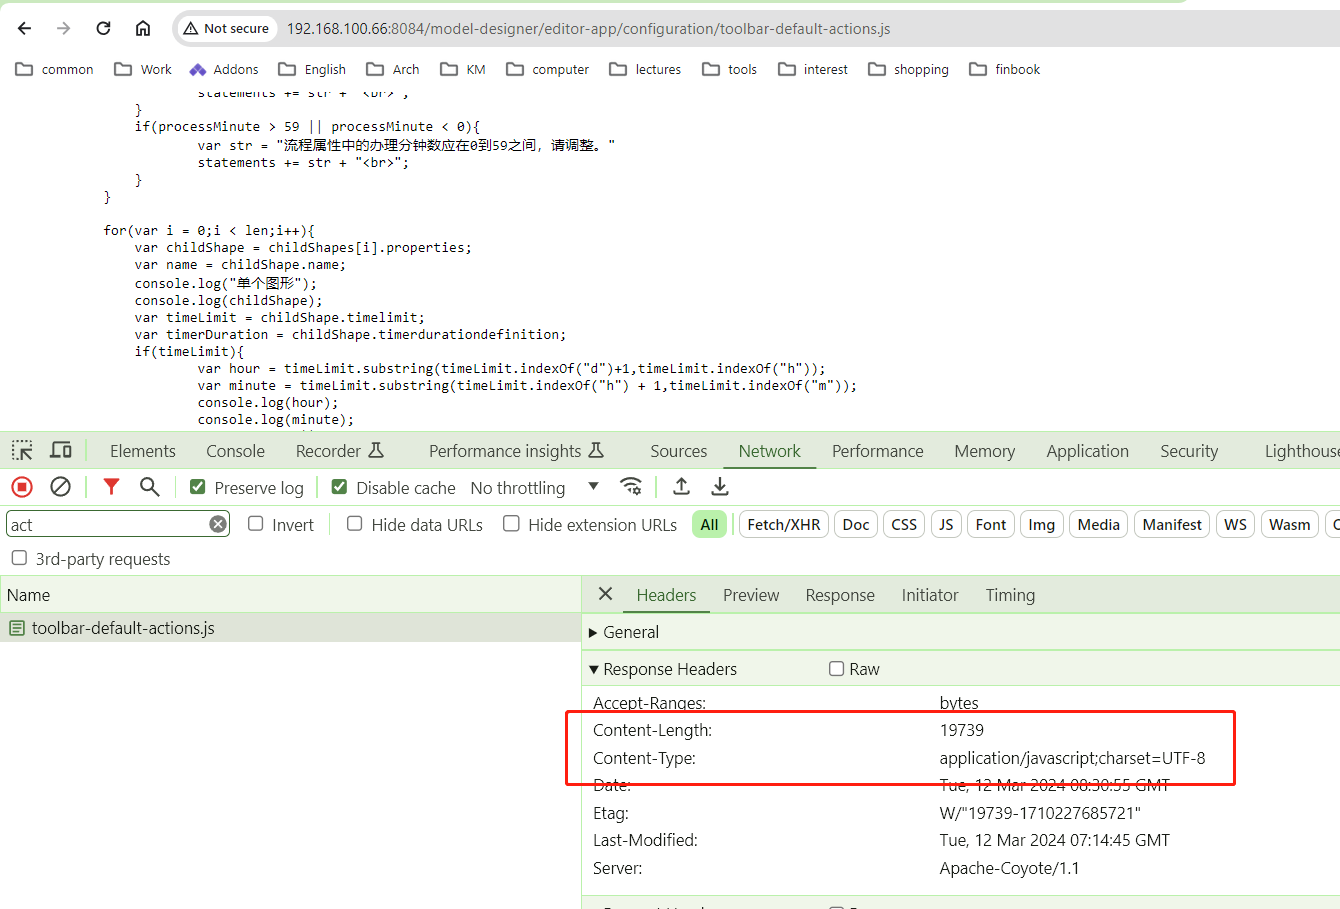 Not secure 192.168.100.66:8084/model-designer/editor-app/configuration/toolbar-default-actions.js
common Work Addons English Arch KM computer lectures tools interest shopping finbook
statements += str + "<br>";
}
if(processMinute > 59 || processMinute < 0){
var str = "流程属性中的办理分钟数应在0到59之间，请调整。"
statements += str + "<br>";
}
}
for(var i = 0;i < len;i++){
var childShape = childShapes[i].properties;
var name = childShape.name;
console.log("单个图形");
console.log(childShape);
var timeLimit = childShape.timelimit;
var timerDuration = childShape.timerdurationdefinition;
if(timeLimit){
var hour = timeLimit.substring(timeLimit.indexOf("d")+1,timeLimit.indexOf("h"));
var minute = timeLimit.substring(timeLimit.indexOf("h") + 1,timeLimit.indexOf("m"));
console.log(hour);
console.log(minute);
Elements Console Recorder Performance insights Sources Network Performance Memory Application Security Lighthouse
Preserve log Disable cache No throttling
act Invert Hide data URLs Hide extension URLs All Fetch/XHR Doc CSS JS Font Img Media Manifest WS Wasm
3rd-party requests
Name Headers Preview Response Initiator Timing
toolbar-default-actions.js General
Response Headers Raw
Accept-Ranges: bytes
Content-Length: 19739
Content-Type: application/javascript;charset=UTF-8
Date: Tue, 12 Mar 2024 08:30:55 GMT
Etag: W/"19739-1710227685721"
Last-Modified: Tue, 12 Mar 2024 07:14:45 GMT
Server: Apache-Coyote/1.1